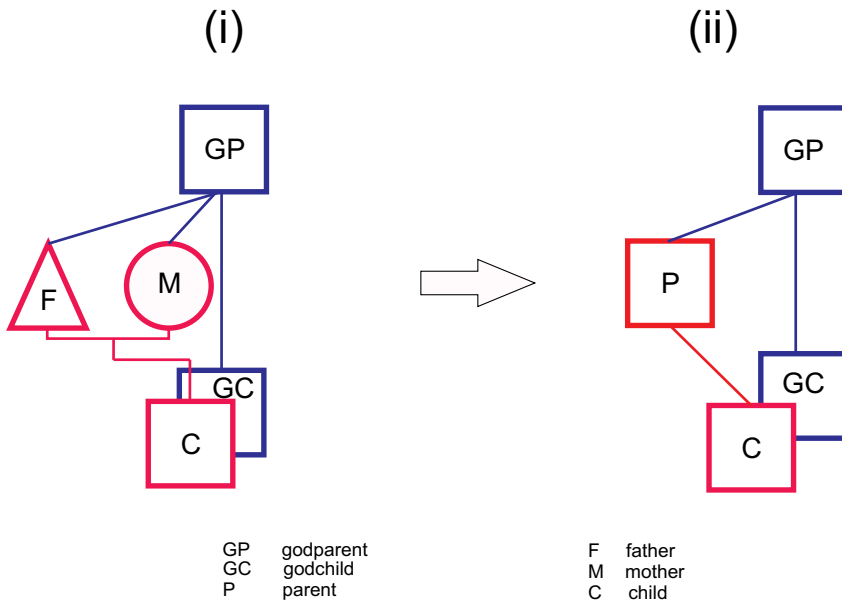 (i) (ii)
GP GP
F M P
GC GC
C C
GP godparent
GC godchild
P parent
F father
M mother
C child